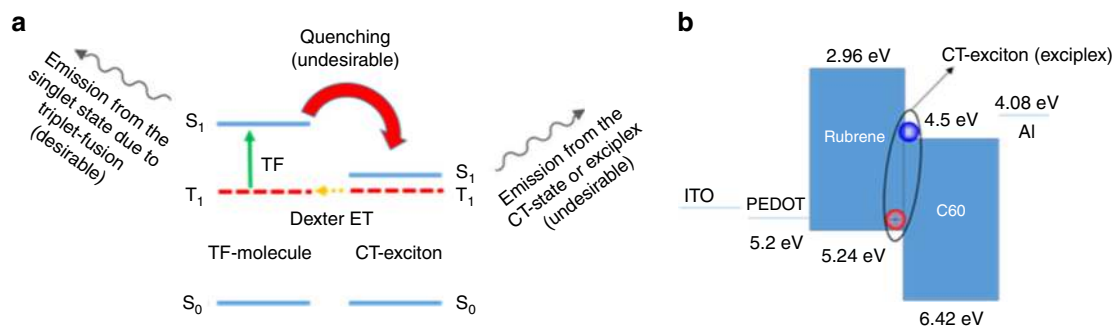 a
Quenching
(undesirable)
Emission from the
singlet state due to
triplet-fusion
(desirable)
S1
TF
S1
T1
T1
Dexter ET
TF-molecule
CT-exciton
S0
S0
Emission from the
CT-state or exciplex
(undesirable)
b
CT-exciton (exciplex)
2.96 eV
4.08 eV
4.5 eV
Al
Rubrene
ITO
PEDOT
C60
5.2 eV
5.24 eV
6.42 eV